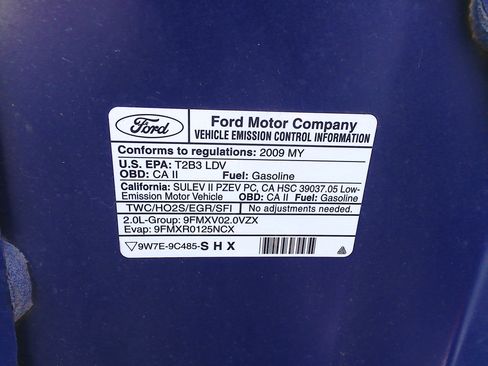 Ford
Ford Motor Company
VEHICLE EMISSION CONTROL INFORMATION
Conforms to regulations: 2009 MY
U.S. EPA: T2B3 LDV
OBD: CA II Fuel: Gasoline
California: SULEV II PZEV PC, CA HSC 39037.05 Low-
Emission Motor Vehicle OBD: CA II Fuel: Gasoline
TWC/HO2S/EGR/SFI No adjustments needed.
2.0L-Group: 9FMXV02.0VZX
Evap: 9FMXR0125NCX
9W7E-9C485-SHX